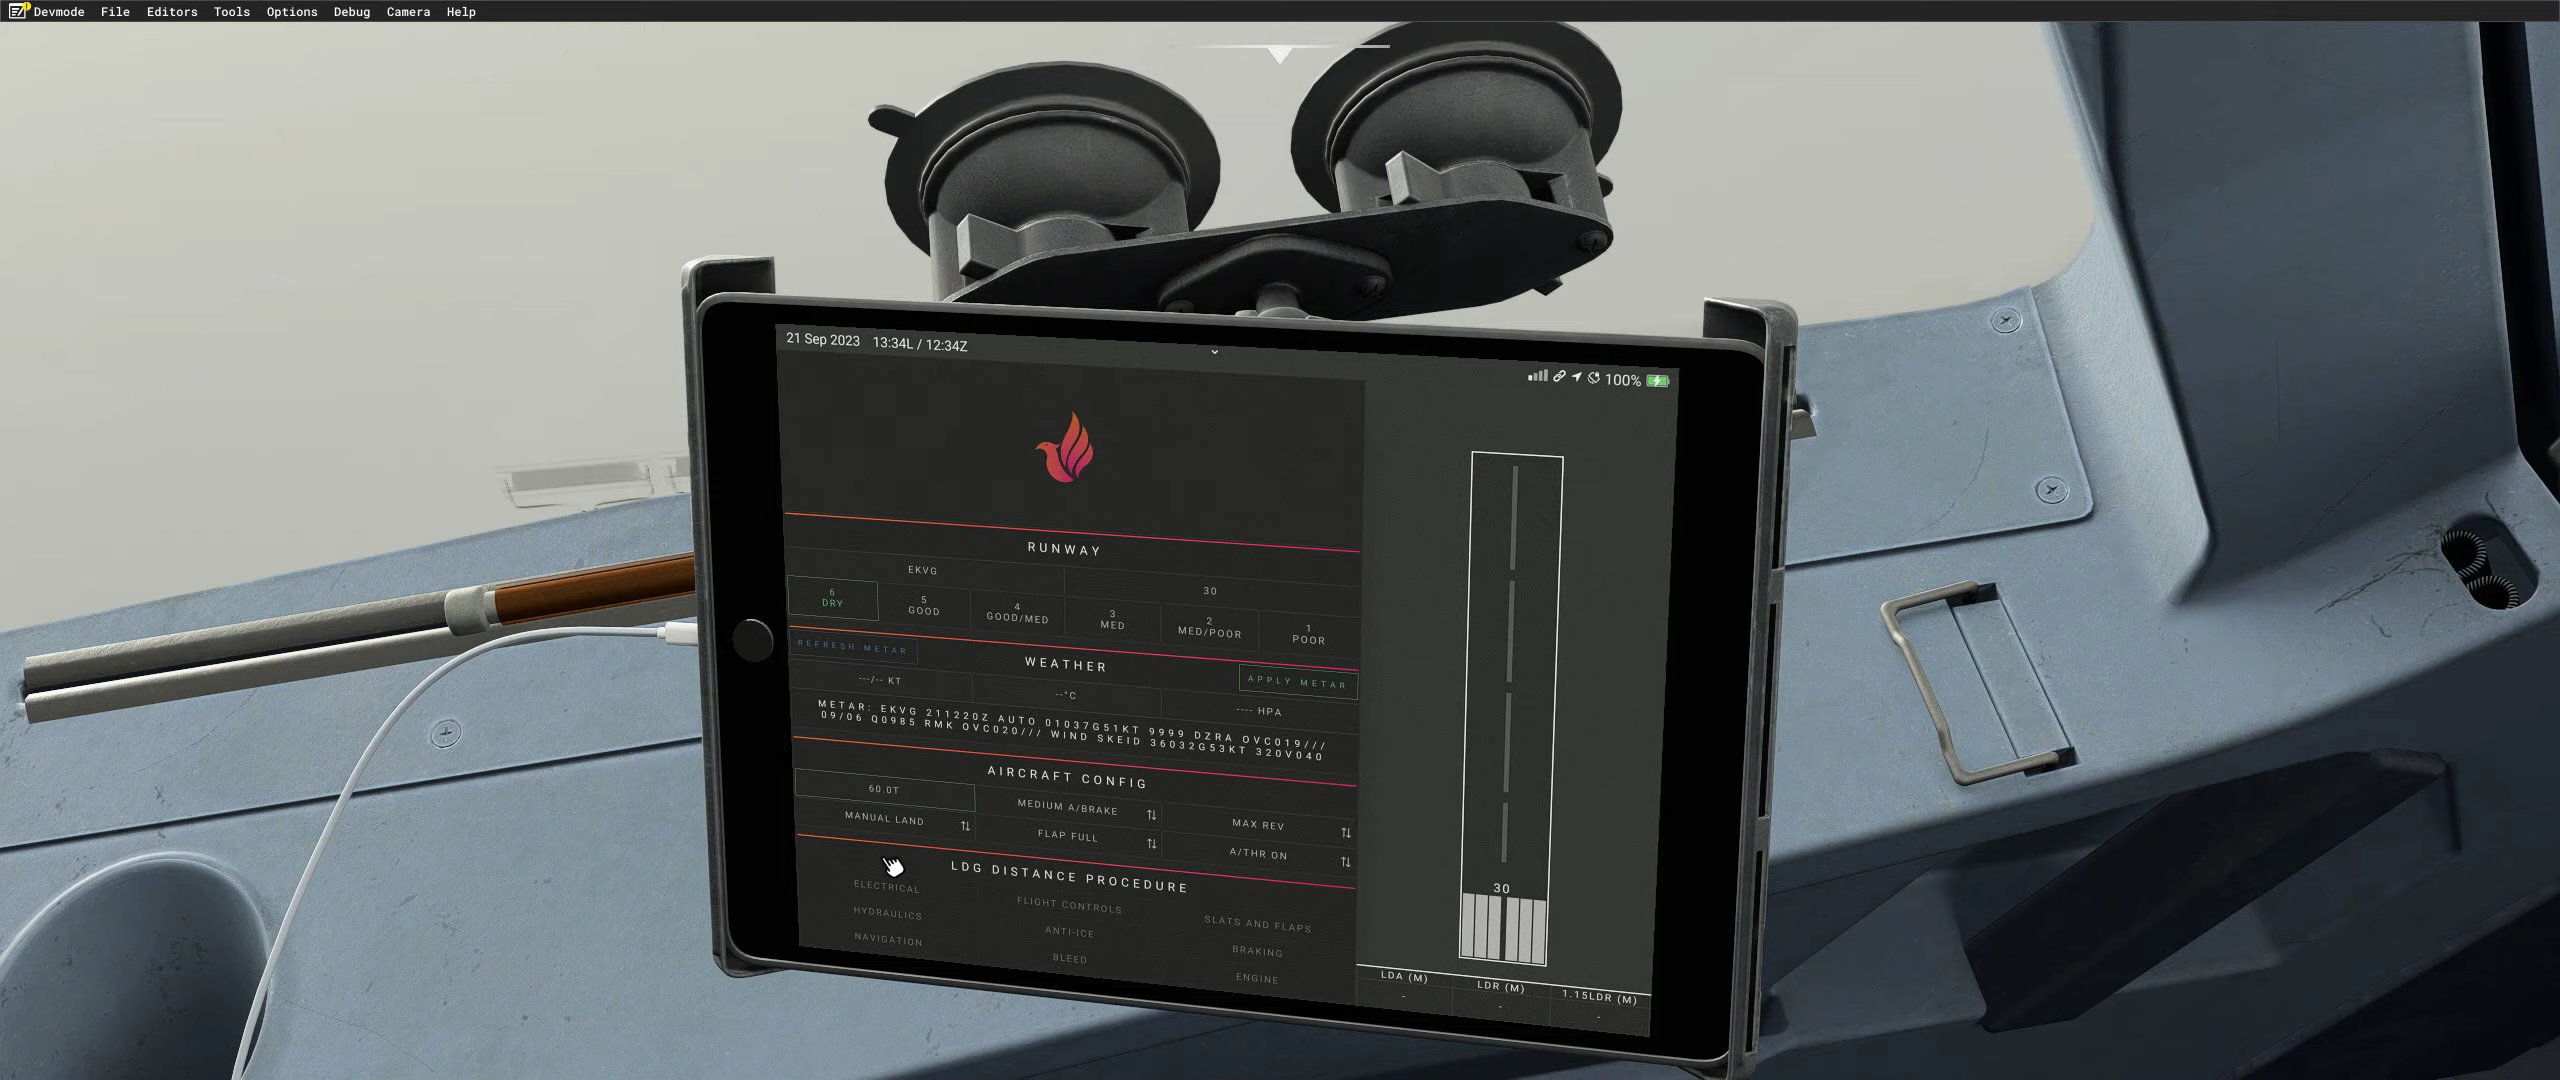 Devmode File Editors Tools Options Debug Camera Help
21 Sep 2023 13:34L / 12:34Z
100%
RUNWAY
EKVG
30
6 DRY
5 GOOD
4 GOOD/MED
3 MED
2 MED/POOR
1 POOR
REFRESH METAR
WEATHER
APPLY METAR
---/-- KT
--°C
---- HPA
METAR: EKVG 211220Z AUTO 01037G51KT 9999 DZRA OVC019///
09/06 Q0985 RMK OVC020/// WIND SKEID 36032G53KT 320V040
AIRCRAFT CONFIG
60.0T
MEDIUM A/BRAKE
MAX REV
MANUAL LAND
FLAP FULL
A/THR ON
LDG DISTANCE PROCEDURE
ELECTRICAL
FLIGHT CONTROLS
SLATS AND FLAPS
HYDRAULICS
ANTI-ICE
BRAKING
NAVIGATION
BLEED
ENGINE
30
LDA (M)
LDR (M)
1.15LDR (M)
-
-
-